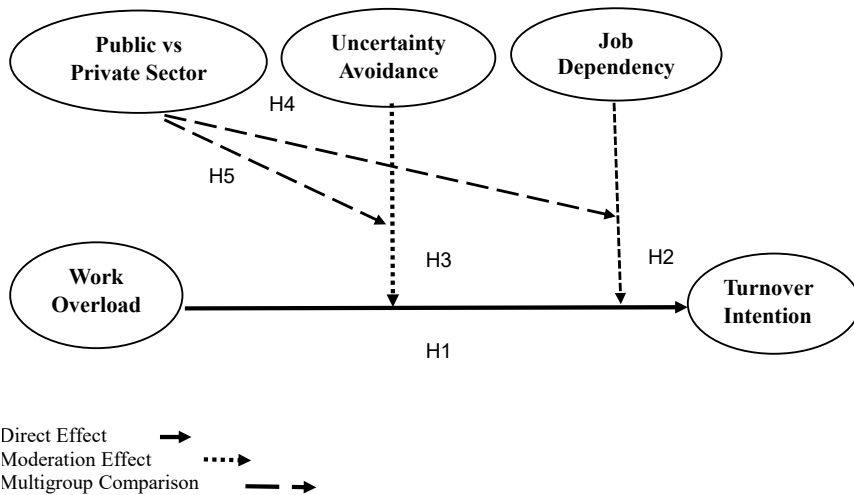 Public vs
Private Sector
Uncertainty
Avoidance
Job
Dependency
H4
H5
H3
H2
Work
Overload
Turnover
Intention
H1
Direct Effect
Moderation Effect
Multigroup Comparison